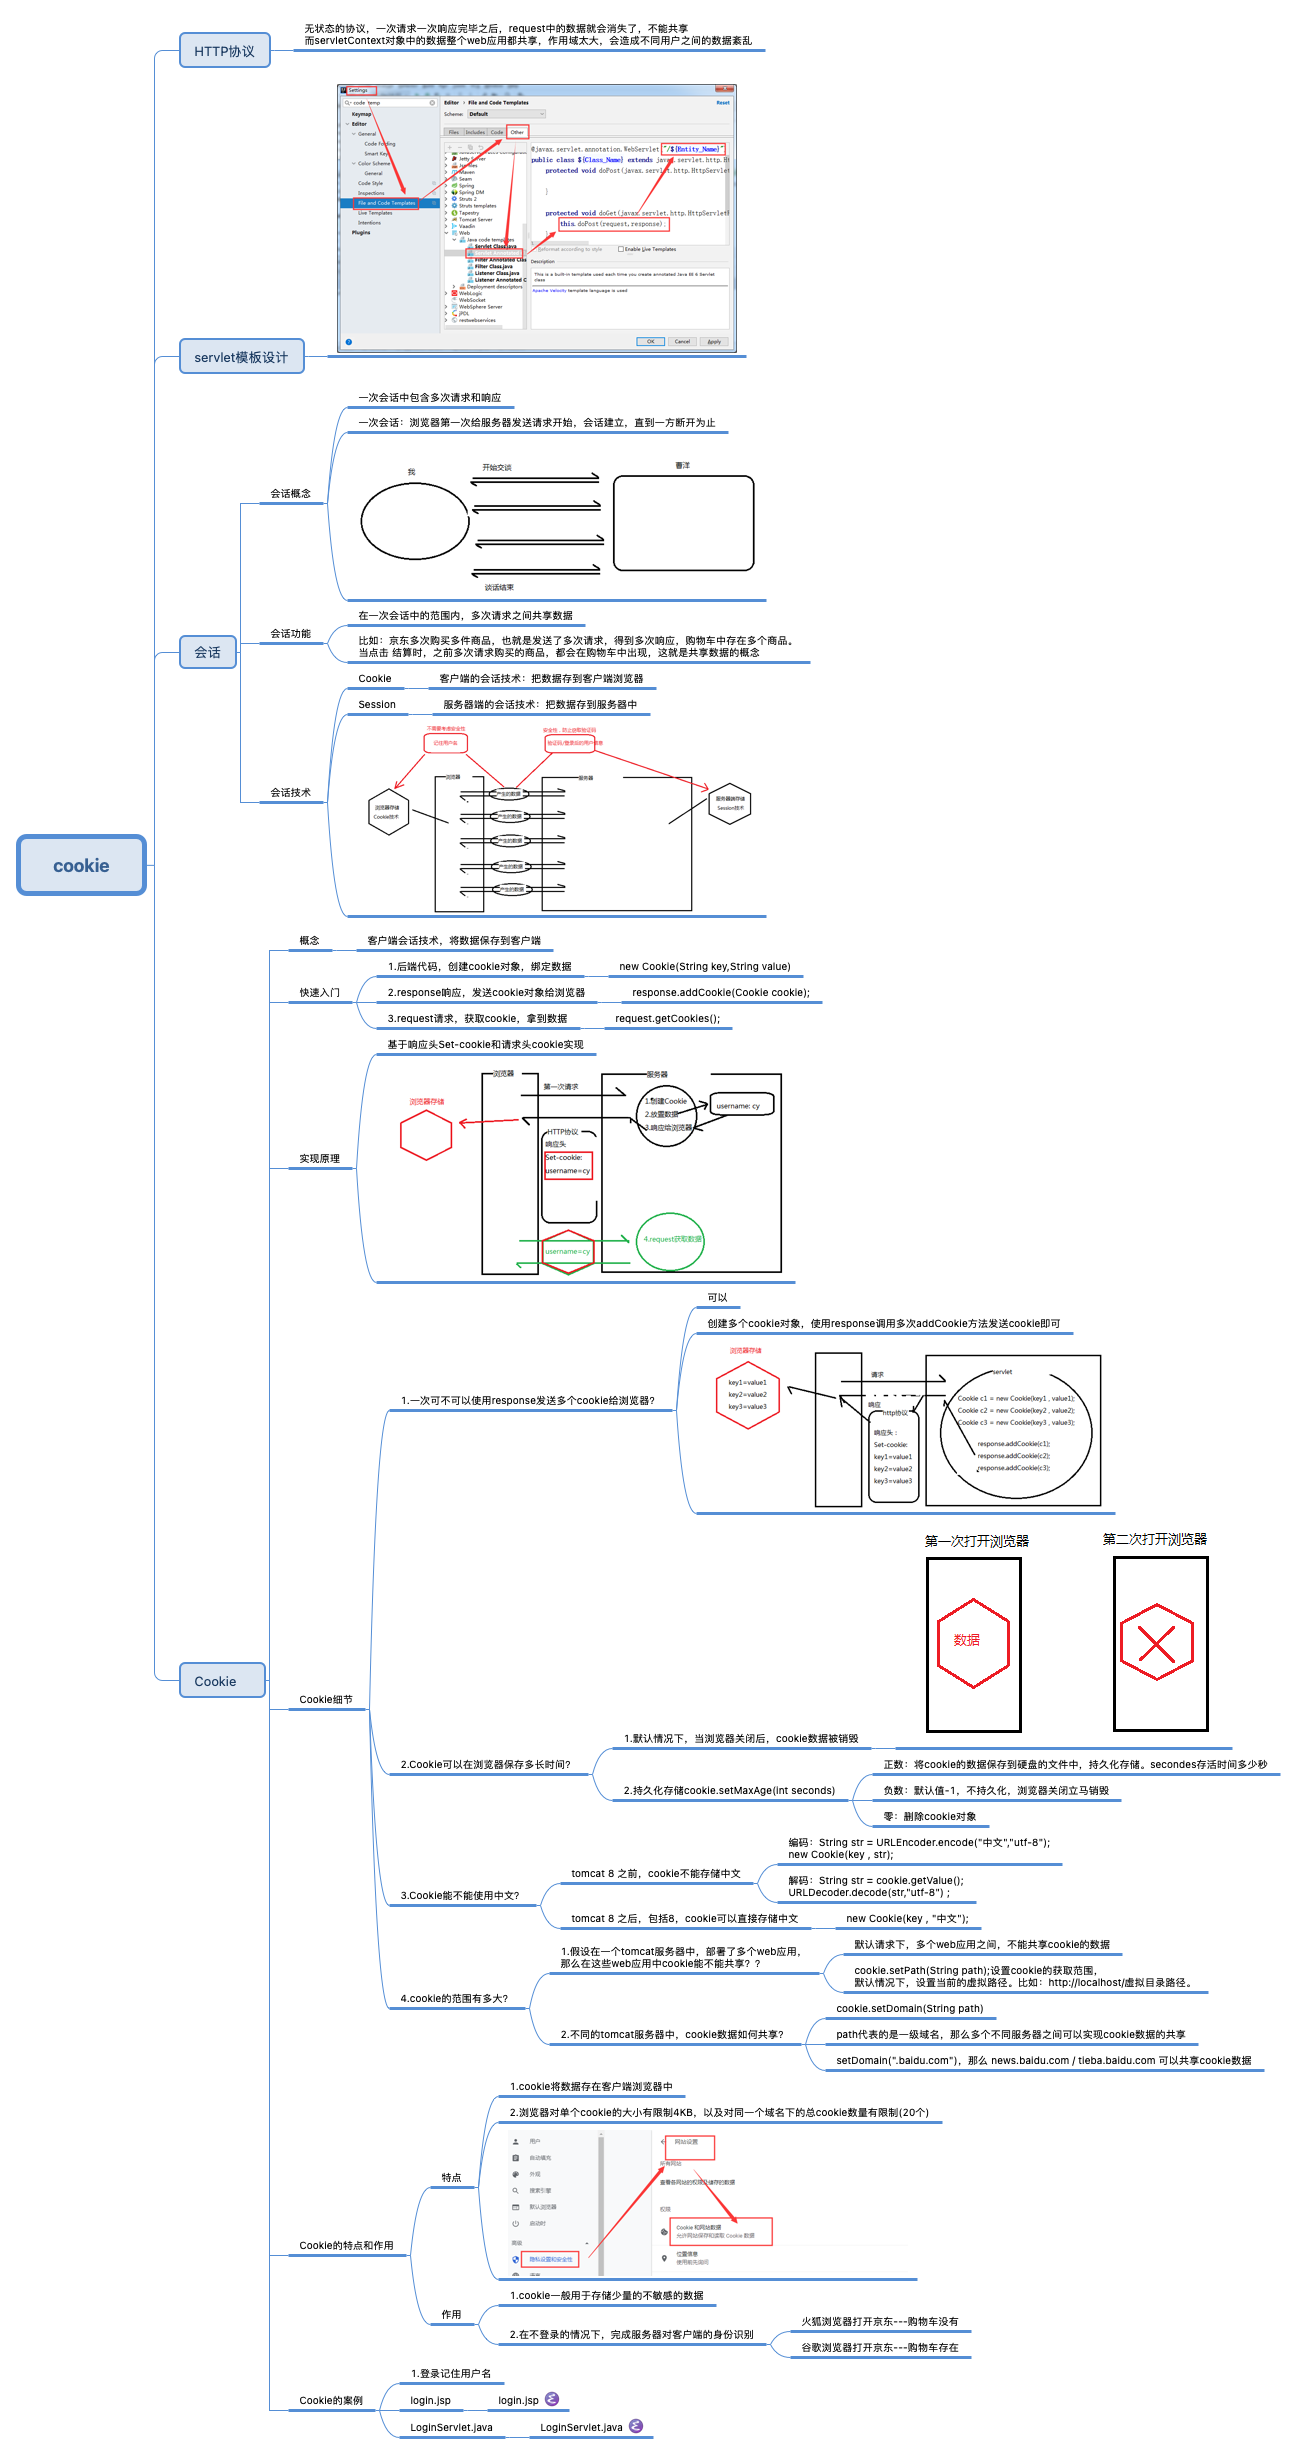 cookie
HTTP协议
无状态的协议，一次请求一次响应完毕之后，request中的数据就会消失了，不能共享
而servletContext对象中的数据整个web应用都共享，作用域太大，会造成不同用户之间的数据紊乱
servlet模板设计
Settings
code temp
Keymap
Editor
General
Code Folding
Smart Keys
Color Scheme
General
Code Style
Inspections
File and Code Templates
Live Templates
Intentions
Plugins
Editor › File and Code Templates
Reset
Scheme: Default
Files Includes Code Other
Jetty Server
Maven
Seam
Spring
Spring DM
Struts 2
Struts templates
Tapestry
Tomcat Server
Vaadin
Web
Java code templates
Servlet Class.java
Filter Annotated Clas
Filter Class.java
Listener Class.java
Listener Annotated C
Deployment descriptors
WebLogic
WebSocket
WebSphere Server
jPDL
restwebservices
@javax.servlet.annotation.WebServlet("/${Entity_Name}"
public class ${Class_Name} extends javax.servlet.http.H
protected void doPost(javax.servlet.http.HttpServlet
}
protected void doGet(javax.servlet.http.HttpServletR
this.doPost(request,response);
Reformat according to style
Enable Live Templates
Description
This is a built-in template used each time you create annotated Java EE 6 Servlet
class
Apache Velocity template language is used
OK
Cancel
Apply
会话
会话概念
一次会话中包含多次请求和响应
一次会话：浏览器第一次给服务器发送请求开始，会话建立，直到一方断开为止
我
开始交谈
曹洋
谈话结束
会话功能
在一次会话中的范围内，多次请求之间共享数据
比如：京东多次购买多件商品，也就是发送了多次请求，得到多次响应，购物车中存在多个商品。
当点击 结算时，之前多次请求购买的商品，都会在购物车中出现，这就是共享数据的概念
会话技术
Cookie
客户端的会话技术：把数据存到客户端浏览器
Session
服务器端的会话技术：把数据存到服务器中
不需要考虑安全性
记住用户名
安全性，防止窃取验证码
验证码/登录后的用户信息
浏览器
服务器
浏览器存储
Cookie技术
产生的数据
产生的数据
产生的数据
产生的数据
产生的数据
服务器端存储
Session技术
Cookie
概念
客户端会话技术，将数据保存到客户端
快速入门
1.后端代码，创建cookie对象，绑定数据
new Cookie(String key,String value)
2.response响应，发送cookie对象给浏览器
response.addCookie(Cookie cookie);
3.request请求，获取cookie，拿到数据
request.getCookies();
实现原理
基于响应头Set-cookie和请求头cookie实现
浏览器
服务器
浏览器存储
第一次请求
1.创建Cookie
2.放置数据
3.响应给浏览器
username: cy
HTTP协议
响应头
Set-cookie:
username=cy
username=cy
4.request获取数据
Cookie细节
1.一次可不可以使用response发送多个cookie给浏览器?
可以
创建多个cookie对象，使用response调用多次addCookie方法发送cookie即可
浏览器存储
key1=value1
key2=value2
key3=value3
请求
响应
http协议
响应头：
Set-cookie:
key1=value1
key2=value2
key3=value3
servlet
Cookie c1 = new Cookie(key1 , value1);
Cookie c2 = new Cookie(key2 , value2);
Cookie c3 = new Cookie(key3 , value3);
response.addCookie(c1);
response.addCookie(c2);
response.addCookie(c3);
2.Cookie可以在浏览器保存多长时间?
1.默认情况下，当浏览器关闭后，cookie数据被销毁
第一次打开浏览器
第二次打开浏览器
数据
2.持久化存储cookie.setMaxAge(int seconds)
正数：将cookie的数据保存到硬盘的文件中，持久化存储。secondes存活时间多少秒
负数：默认值-1，不持久化，浏览器关闭立马销毁
零：删除cookie对象
3.Cookie能不能使用中文?
tomcat 8 之前，cookie不能存储中文
编码：String str = URLEncoder.encode("中文","utf-8");
new Cookie(key , str);
解码：String str = cookie.getValue();
URLDecoder.decode(str,"utf-8") ;
tomcat 8 之后，包括8，cookie可以直接存储中文
new Cookie(key , "中文");
4.cookie的范围有多大?
1.假设在一个tomcat服务器中，部署了多个web应用，
那么在这些web应用中cookie能不能共享？？
默认请求下，多个web应用之间，不能共享cookie的数据
cookie.setPath(String path);设置cookie的获取范围，
默认情况下，设置当前的虚拟路径。比如：http://localhost/虚拟目录路径。
2.不同的tomcat服务器中，cookie数据如何共享?
cookie.setDomain(String path)
path代表的是一级域名，那么多个不同服务器之间可以实现cookie数据的共享
setDomain(".baidu.com")，那么 news.baidu.com / tieba.baidu.com 可以共享cookie数据
Cookie的特点和作用
特点
1.cookie将数据存在客户端浏览器中
2.浏览器对单个cookie的大小有限制4KB，以及对同一个域名下的总cookie数量有限制(20个)
用户
自动填充
外观
搜索引擎
默认浏览器
启动时
高级
隐私设置和安全性
网站设置
所有网站
查看各网站的权限及储存的数据
权限
Cookie 和网站数据
允许网站保存和读取 Cookie 数据
位置信息
使用前先询问
作用
1.cookie一般用于存储少量的不敏感的数据
2.在不登录的情况下，完成服务器对客户端的身份识别
火狐浏览器打开京东---购物车没有
谷歌浏览器打开京东---购物车存在
Cookie的案例
1.登录记住用户名
login.jsp
login.jsp
LoginServlet.java
LoginServlet.java